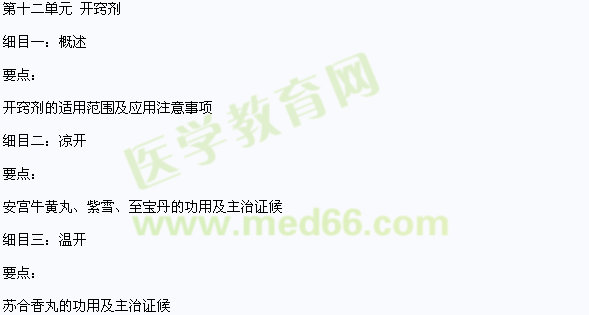 第十二单元 开窍剂
细目一：概述
要点：
开窍剂的适用范围及应用注意事项
细目二：凉开
要点：
安宫牛黄丸、紫雪、至宝丹的功用及主治证候
细目三：温开
要点：
苏合香丸的功用及主治证候
医学教育网
www.med66.com